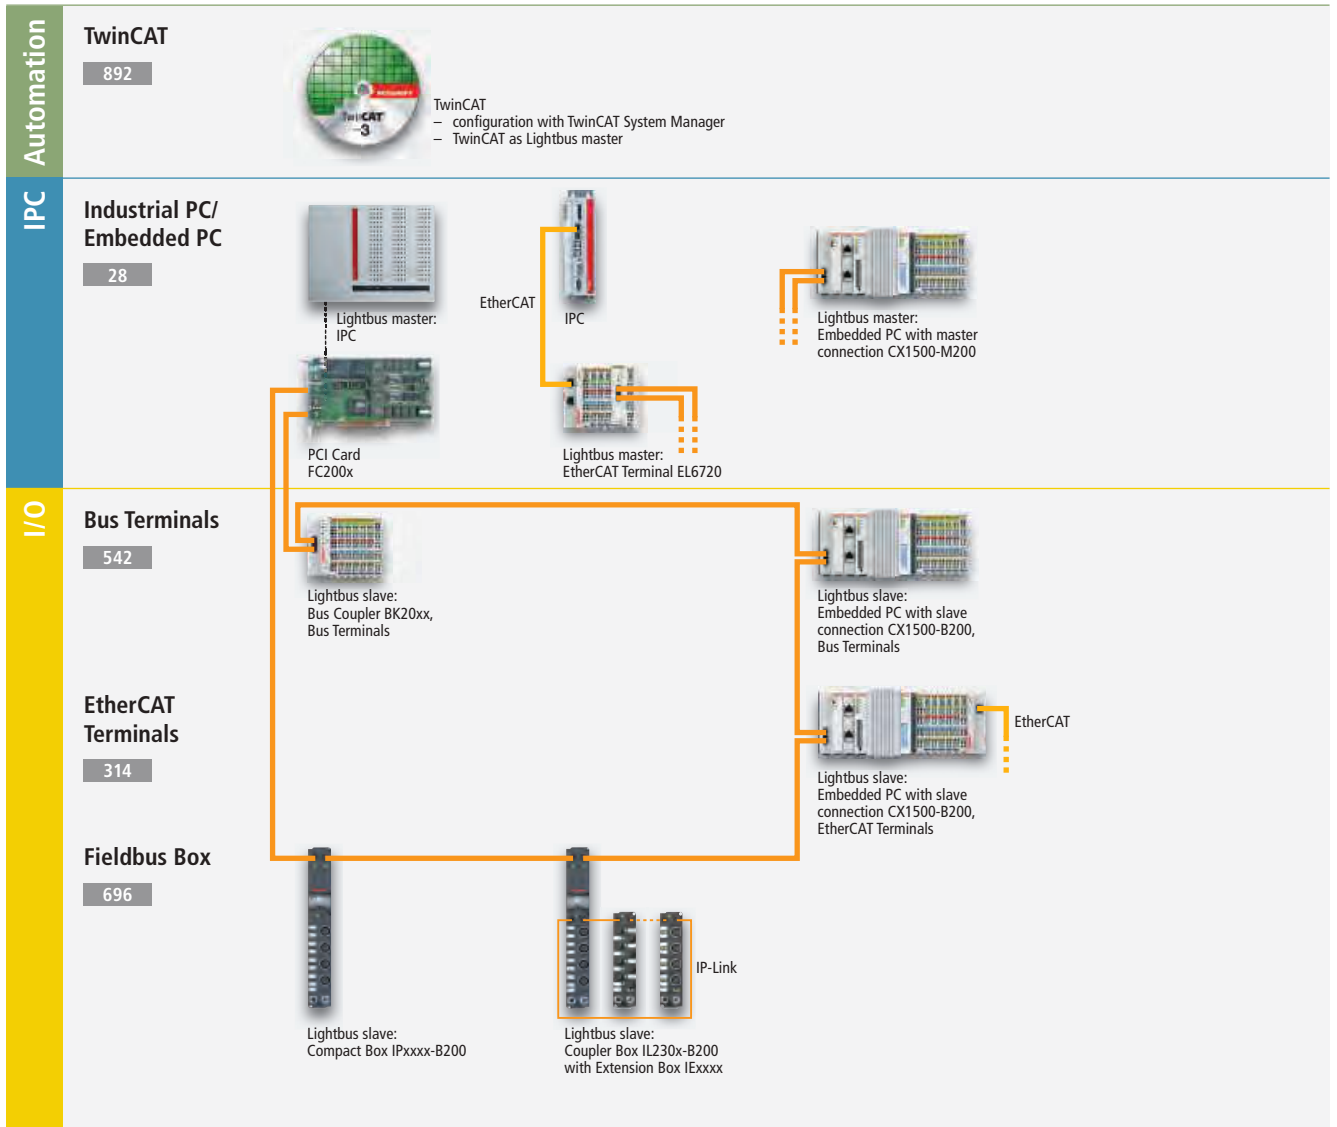 Automation
TwinCAT
892
BECKHOFF
TwinCAT
3
TwinCAT
– configuration with TwinCAT System Manager
– TwinCAT as Lightbus master
IPC
Industrial PC/
Embedded PC
28
Lightbus master:
IPC
EtherCAT
IPC
Lightbus master:
Embedded PC with master
connection CX1500-M200
PCI Card
FC200x
Lightbus master:
EtherCAT Terminal EL6720
I/O
Bus Terminals
542
Lightbus slave:
Bus Coupler BK20xx,
Bus Terminals
Lightbus slave:
Embedded PC with slave
connection CX1500-B200,
Bus Terminals
EtherCAT
Terminals
314
EtherCAT
Lightbus slave:
Embedded PC with slave
connection CX1500-B200,
EtherCAT Terminals
Fieldbus Box
696
IP-Link
Lightbus slave:
Compact Box IPxxxx-B200
Lightbus slave:
Coupler Box IL230x-B200
with Extension Box IExxxx